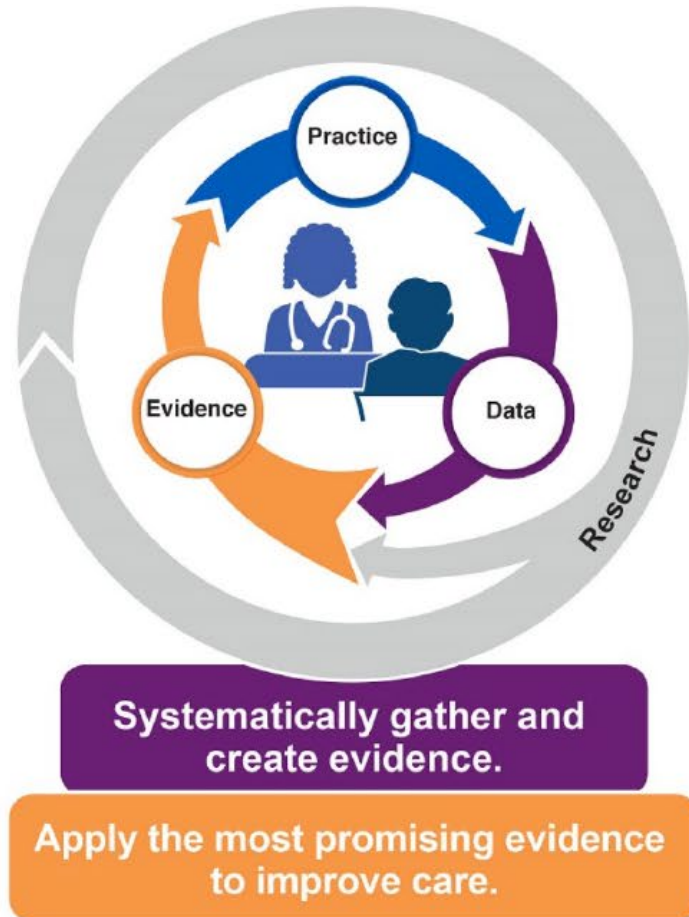 Practice
Evidence
Data
Research
Systematically gather and
create evidence.
Apply the most promising evidence
to improve care.